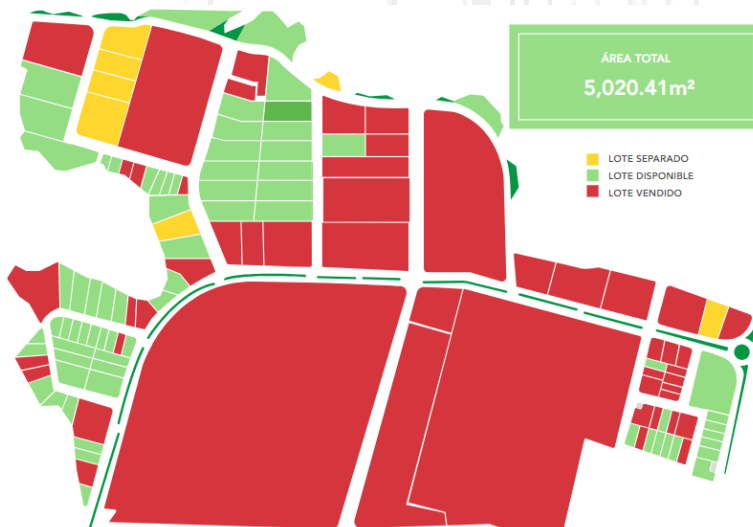 ÁREA TOTAL
5,020.41m²
LOTE SEPARADO
LOTE DISPONIBLE
LOTE VENDIDO